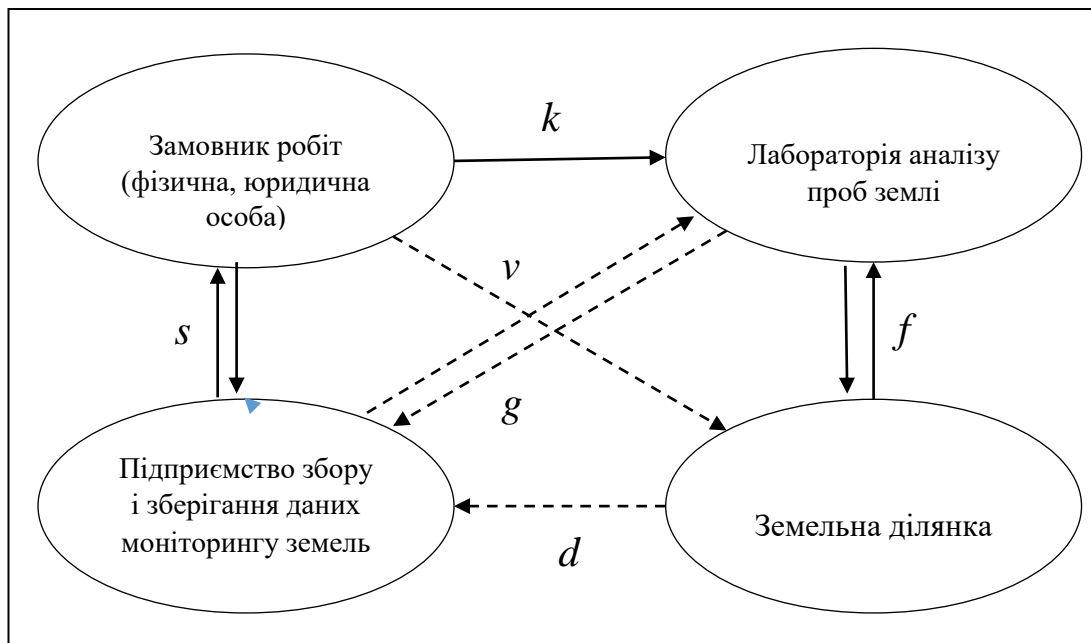 Замовник робіт
(фізична, юридична
особа)
k
Лабораторія аналізу
проб землі
v
s
f
g
Підприємство збору
і зберігання даних
моніторингу земель
Земельна ділянка
d